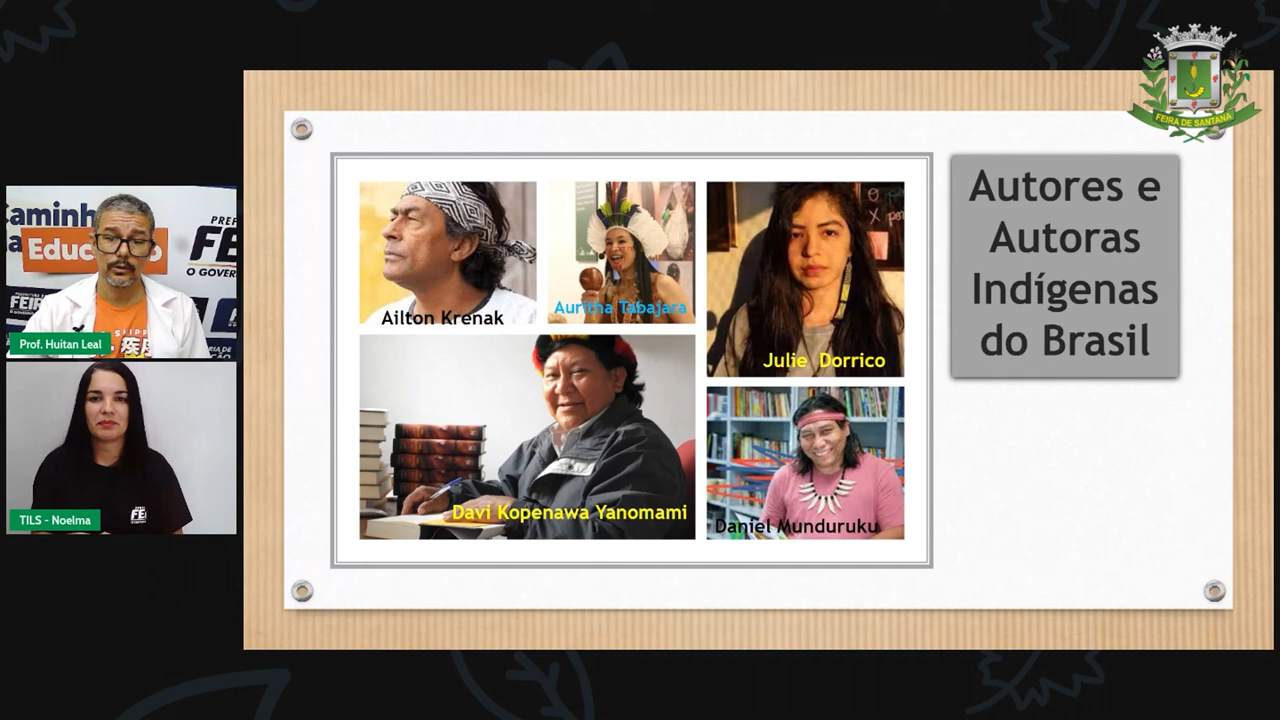 FEIRA DE SANTANA
Autores e
Autoras
Indígenas
do Brasil
Ailton Krenak
Auritha Tabajara
Julie Dorrico
Davi Kopenawa Yanomami
Daniel Munduruku
Prof. Huitan Leal
TILS - Noelma